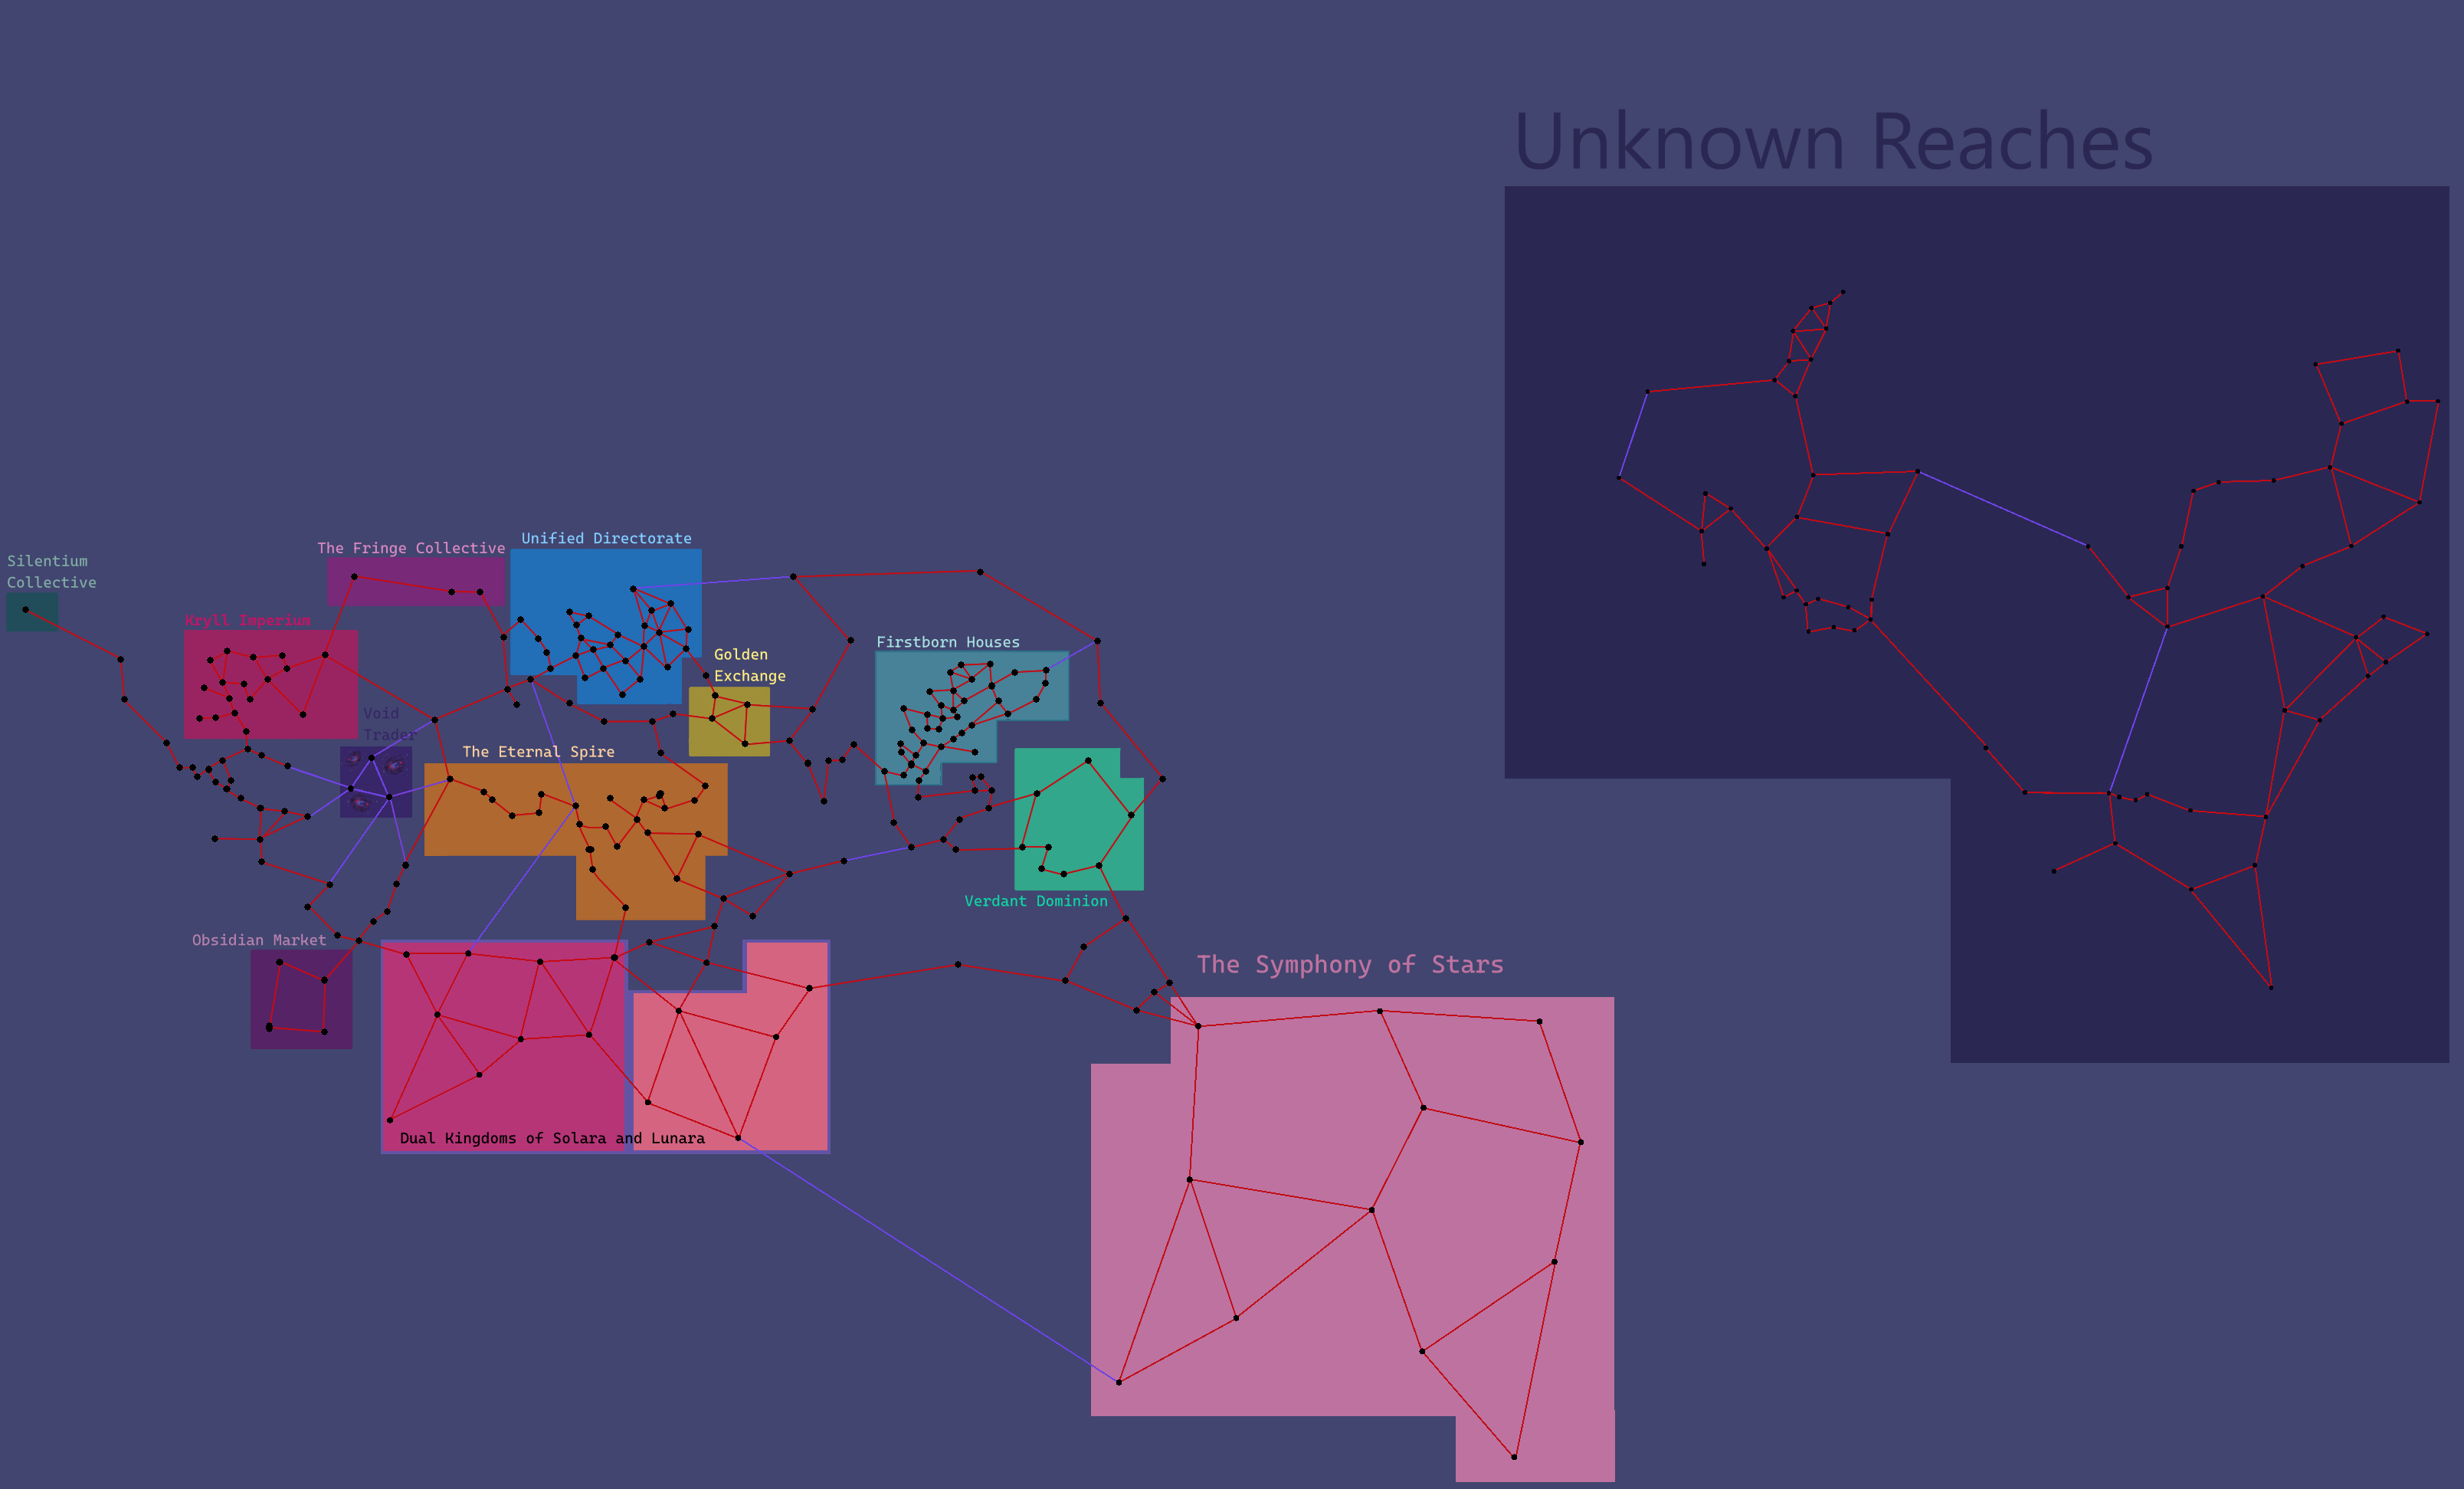 Unknown Reaches
Unified Directorate
The Fringe Collective
Silentium
Collective
Kryll Imperium
Firstborn Houses
Golden
Exchange
Void
Trader
The Eternal Spire
Verdant Dominion
Obsidian Market
The Symphony of Stars
Dual Kingdoms of Solara and Lunara